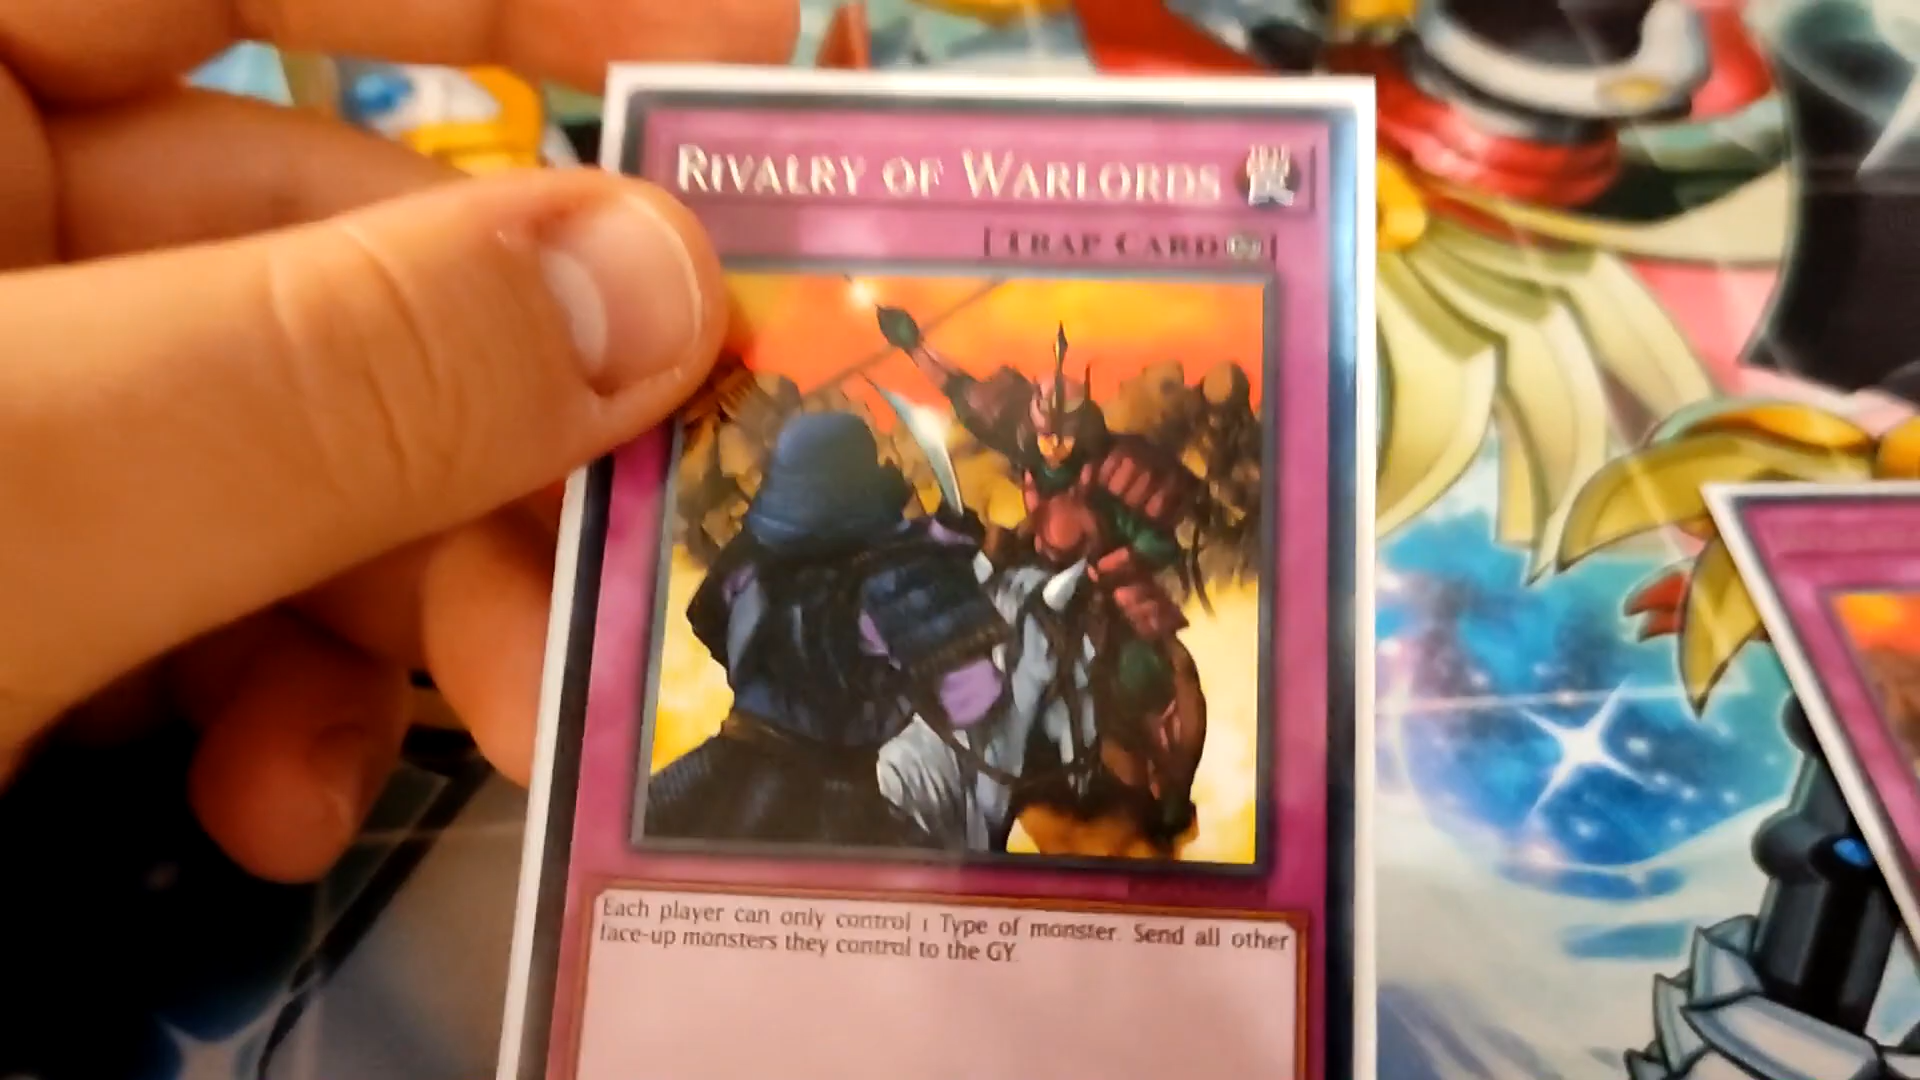 RIVALRY OF WARLORDS 罠
[TRAP CARD∞]
Each player can only control 1 Type of monster. Send all other
face-up monsters they control to the GY.